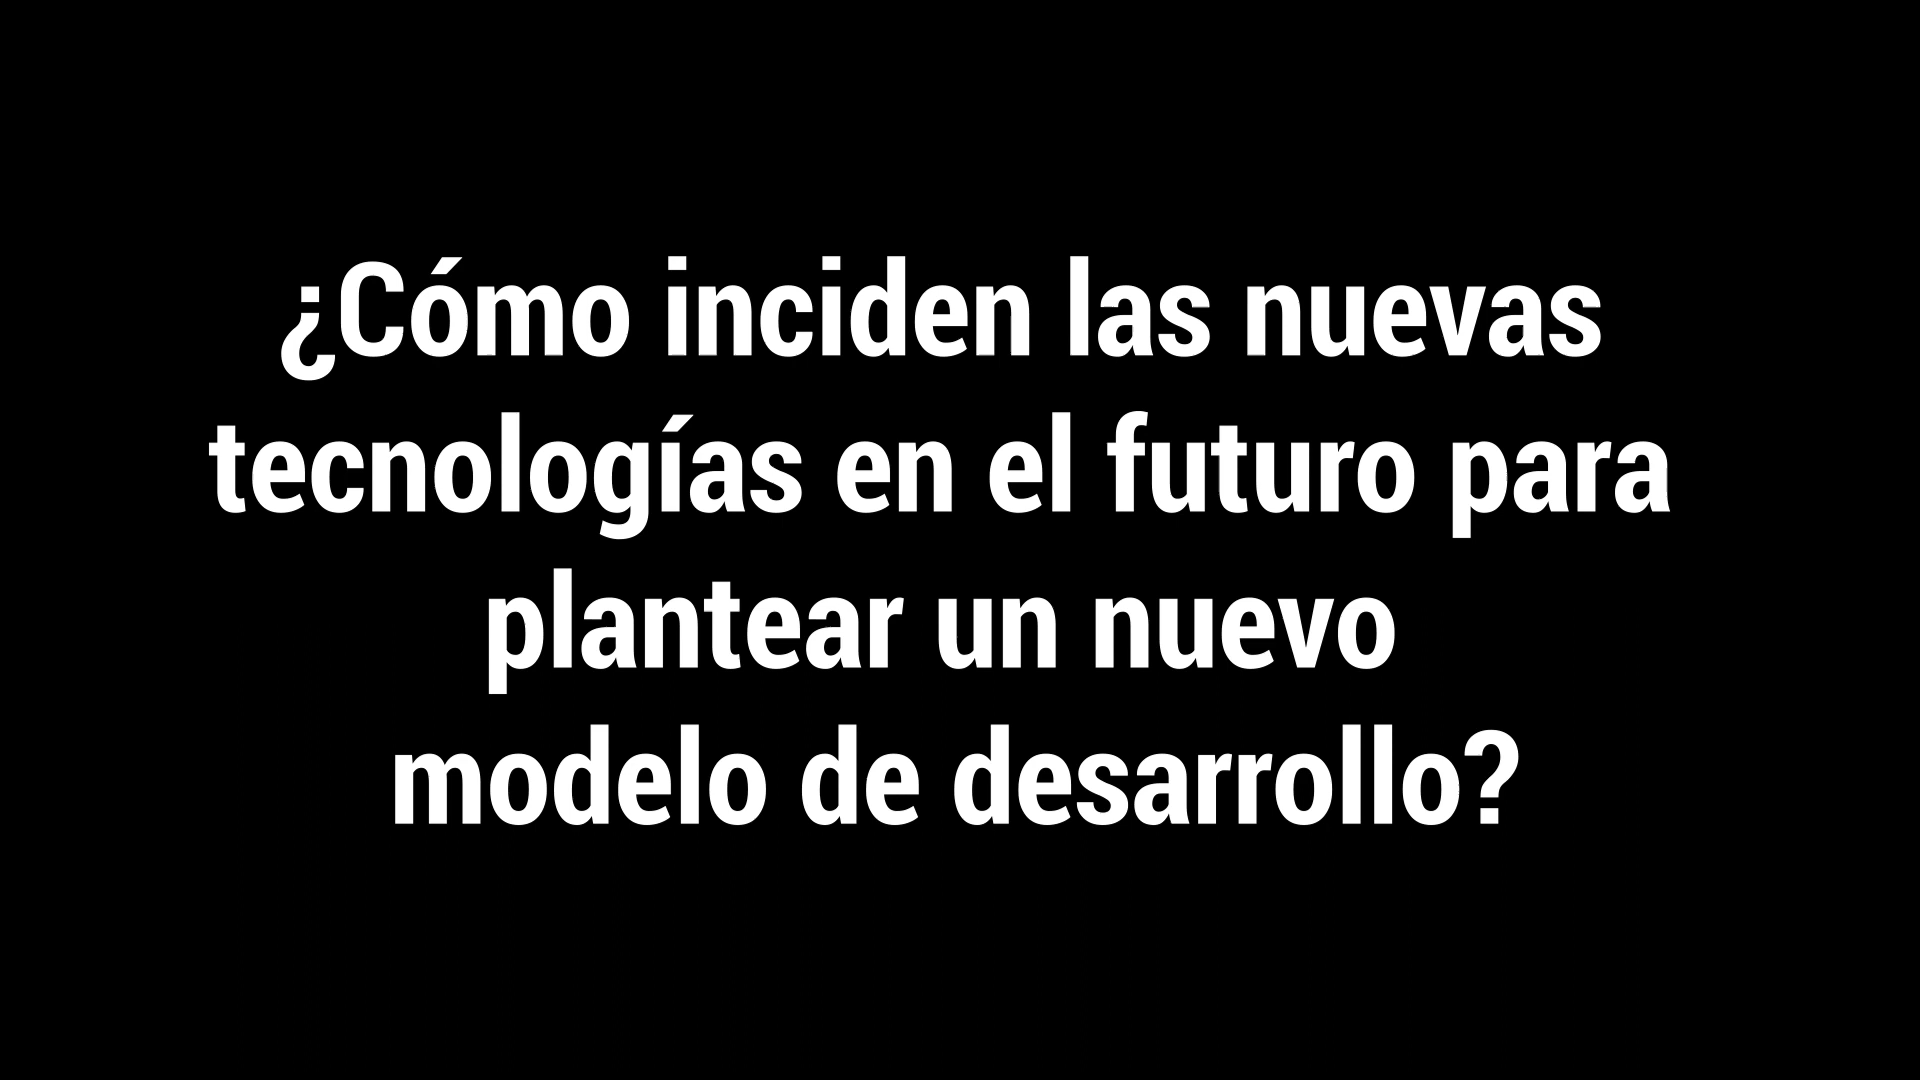 ¿Cómo inciden las nuevas
tecnologías en el futuro para
plantear un nuevo
modelo de desarrollo?